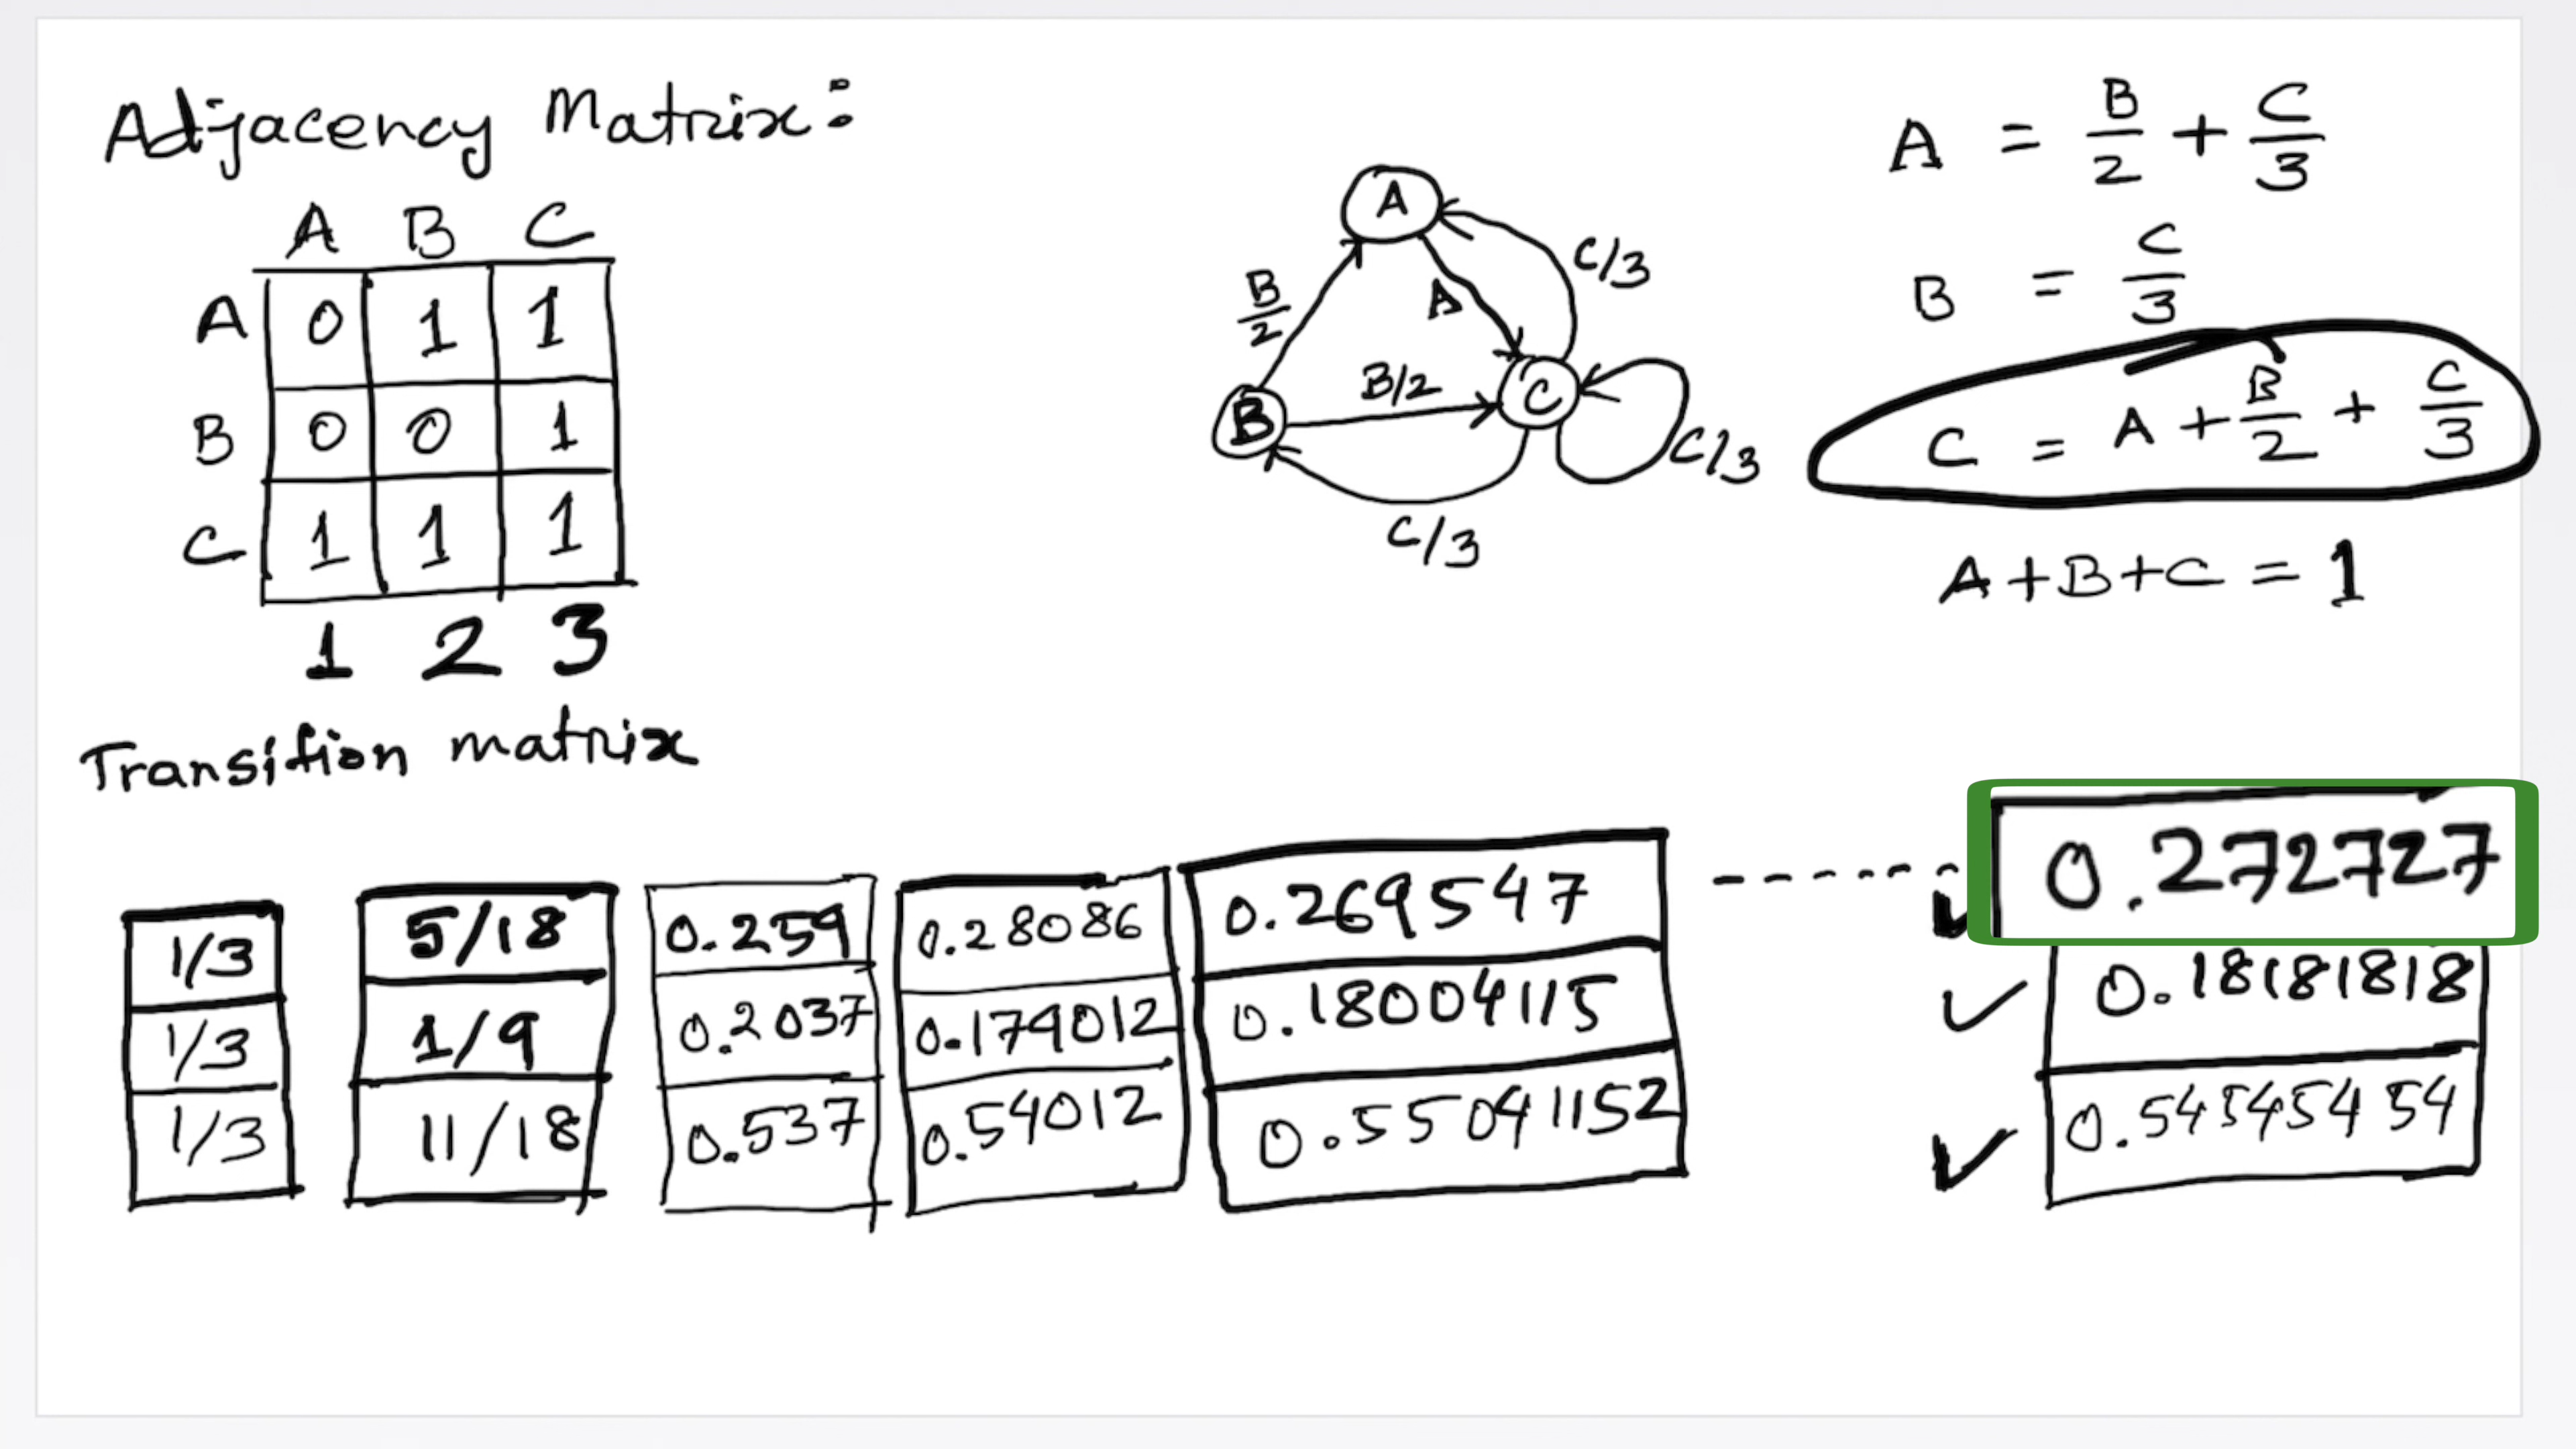 Adjacency Matrix:
A B C
A 0 1 1
B 0 0 1
C 1 1 1
1 2 3
A
B
C
B/2
A
C/3
B/2
C/3
C/3
A = B/2 + C/3
B = C/3
C = A + B/2 + C/3
A+B+C = 1
Transition matrix
1/3 5/18 0.259 0.28086 0.269547 ------ 0.272727
1/3 1/9 0.2037 0.179012 0.18004115 0.18181818
1/3 11/18 0.537 0.54012 0.55041152 0.54545454